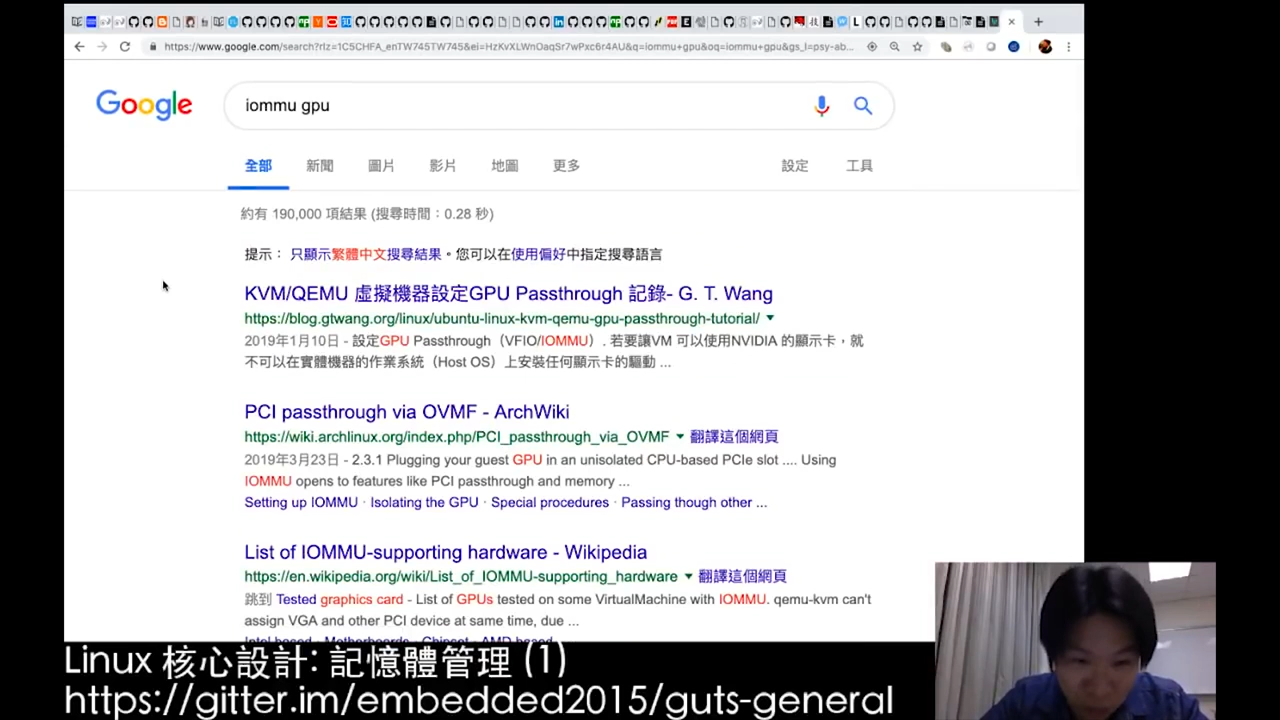 https://www.google.com/search?rlz=1C5CHFA_enTW745TW745&ei=HzKvXLWnOaqSr7wPxc6r4AU&q=iommu+gpu&oq=iommu+gpu&gs_l=psy-ab...
Google
iommu gpu
全部 新聞 圖片 影片 地圖 更多 設定 工具
約有 190,000 項結果 (搜尋時間：0.28 秒)
提示： 只顯示繁體中文搜尋結果。您可以在使用偏好中指定搜尋語言
KVM/QEMU 虛擬機器設定GPU Passthrough 記錄- G. T. Wang
https://blog.gtwang.org/linux/ubuntu-linux-kvm-qemu-gpu-passthrough-tutorial/
2019年1月10日 - 設定GPU Passthrough（VFIO/IOMMU）. 若要讓VM 可以使用NVIDIA 的顯示卡，就
不可以在實體機器的作業系統（Host OS）上安裝任何顯示卡的驅動 ...
PCI passthrough via OVMF - ArchWiki
https://wiki.archlinux.org/index.php/PCI_passthrough_via_OVMF 翻譯這個網頁
2019年3月23日 - 2.3.1 Plugging your guest GPU in an unisolated CPU-based PCIe slot .... Using
IOMMU opens to features like PCI passthrough and memory ...
Setting up IOMMU · Isolating the GPU · Special procedures · Passing though other ...
List of IOMMU-supporting hardware - Wikipedia
https://en.wikipedia.org/wiki/List_of_IOMMU-supporting_hardware 翻譯這個網頁
跳到 Tested graphics card - List of GPUs tested on some VirtualMachine with IOMMU. qemu-kvm can't
assign VGA and other PCI device at same time, due ...
Intel based · Motherboards · Chipset · AMD based
Linux 核心設計: 記憶體管理 (1)
https://gitter.im/embedded2015/guts-general